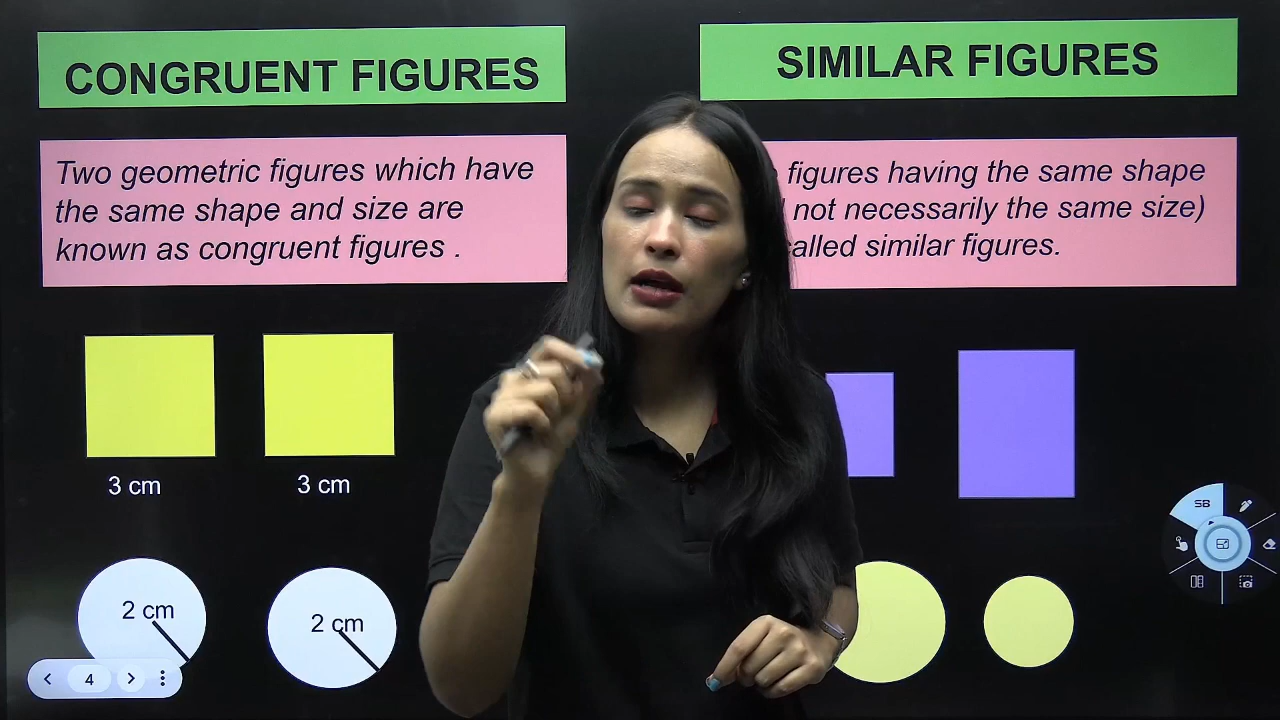 CONGRUENT FIGURES
Two geometric figures which have
the same shape and size are
known as congruent figures .
3 cm
3 cm
2 cm
2 cm
4
SIMILAR FIGURES
figures having the same shape
not necessarily the same size)
called similar figures.
SB